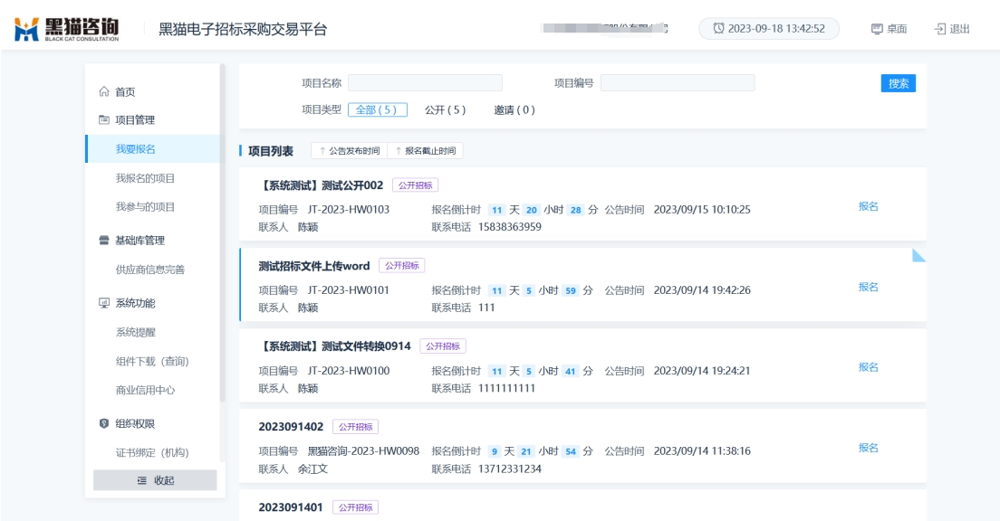 黑猫咨询
BLACK CAT CONSULTATION
黑猫电子招标采购交易平台
2023-09-18 13:42:52
桌面
退出
首页
项目管理
我要报名
我报名的项目
我参与的项目
基础库管理
供应商信息完善
系统功能
系统提醒
组件下载（查询）
商业信用中心
组织权限
证书绑定（机构）
收起
项目名称
项目编号
搜索
项目类型 全部 ( 5 ) 公开 ( 5 ) 邀请 ( 0 )
项目列表 ↑ 公告发布时间 ↑ 报名截止时间
【系统测试】测试公开002 公开招标
项目编号 JT-2023-HW0103 报名倒计时 11 天 20 小时 28 分 公告时间 2023/09/15 10:10:25
报名
联系人 陈颖 联系电话 15838363959
测试招标文件上传word 公开招标
项目编号 JT-2023-HW0101 报名倒计时 11 天 5 小时 59 分 公告时间 2023/09/14 19:42:26
报名
联系人 陈颖 联系电话 111
【系统测试】测试文件转换0914 公开招标
项目编号 JT-2023-HW0100 报名倒计时 11 天 5 小时 41 分 公告时间 2023/09/14 19:24:21
报名
联系人 陈颖 联系电话 1111111111
2023091402 公开招标
项目编号 黑猫咨询-2023-HW0098 报名倒计时 9 天 21 小时 54 分 公告时间 2023/09/14 11:38:16
报名
联系人 余江文 联系电话 13712331234
2023091401 公开招标